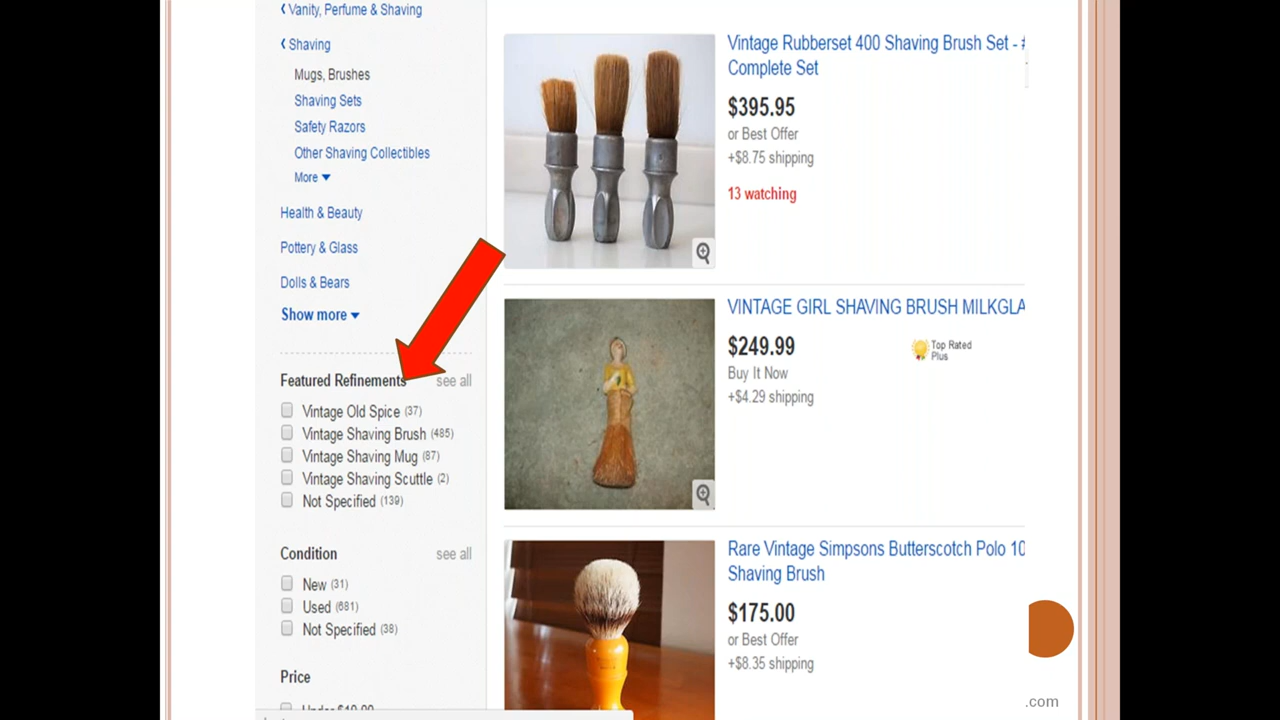 Vanity, Perfume & Shaving
Shaving
Mugs, Brushes
Shaving Sets
Safety Razors
Other Shaving Collectibles
More
Health & Beauty
Pottery & Glass
Dolls & Bears
Show more
Featured Refinements see all
Vintage Old Spice (37)
Vintage Shaving Brush (485)
Vintage Shaving Mug (87)
Vintage Shaving Scuttle (2)
Not Specified (139)
Condition see all
New (31)
Used (681)
Not Specified (38)
Price
Under $10.00
Vintage Rubberset 400 Shaving Brush Set - #
Complete Set
$395.95
or Best Offer
+$8.75 shipping
13 watching
VINTAGE GIRL SHAVING BRUSH MILKGLA
$249.99
Buy It Now
+$4.29 shipping
Top Rated
Plus
Rare Vintage Simpsons Butterscotch Polo 10
Shaving Brush
$175.00
or Best Offer
+$8.35 shipping
.com